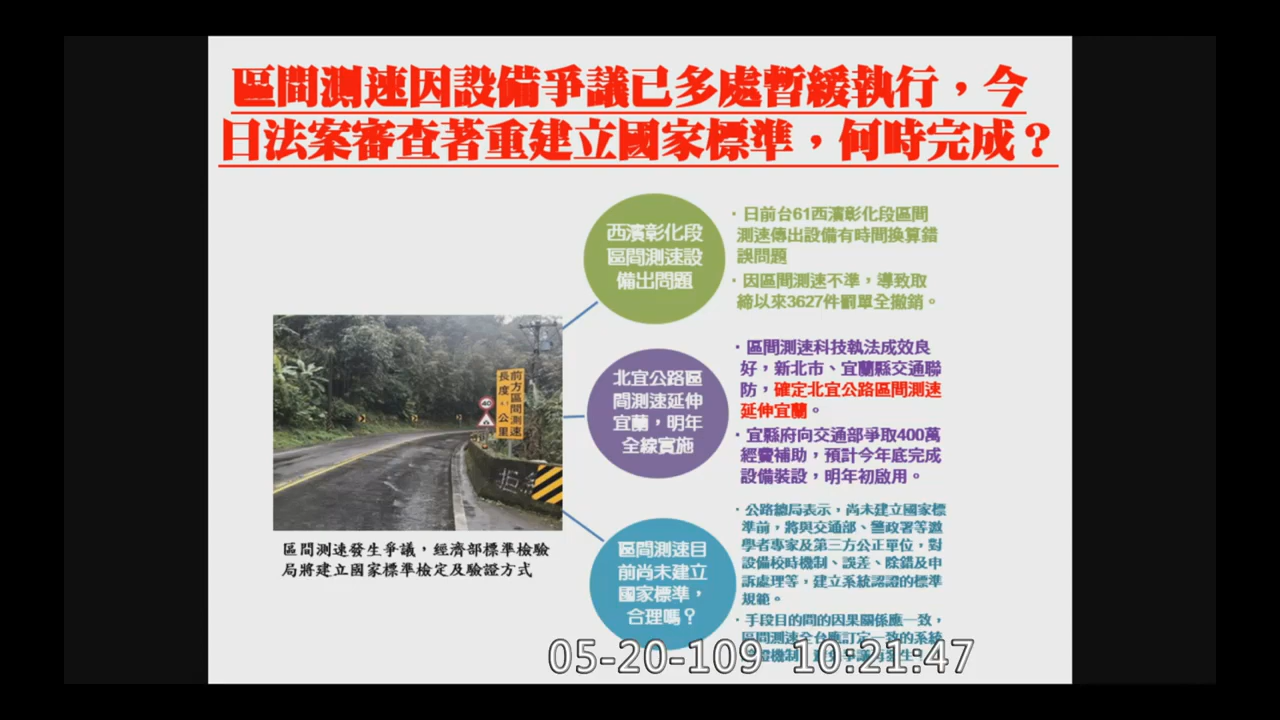 區間測速因設備爭議已多處暫緩執行，今
日法案審查著重建立國家標準，何時完成？
西濱彰化段
區間測速設
備出問題
‧日前台61西濱彰化段區間
測速傳出設備有時間換算錯
誤問題
‧因區間測速不準，導致取
締以來3627件罰單全撤銷。
前方區間測速
長度 公里
40
區間測速發生爭議，經濟部標準檢驗
局將建立國家標準檢定及驗證方式
北宜公路區
間測速延伸
宜蘭，明年
全線實施
‧區間測速科技執法成效良
好，新北市、宜蘭縣交通聯
防，確定北宜公路區間測速
延伸宜蘭。
‧宜縣府向交通部爭取400萬
經費補助，預計今年底完成
設備裝設，明年初啟用。
區間測速目
前尚未建立
國家標準，
合理嗎？
‧公路總局表示，尚未建立國家標
準前，將與交通部、警政署等邀
學者專家及第三方公正單位，對
設備校時機制、誤差、除錯及申
訴處理等，建立系統認證的標準
規範。
‧手段目的間的因果關係應一致，
區間測速全台應訂定一致的系統
05-20-109 10:21:47